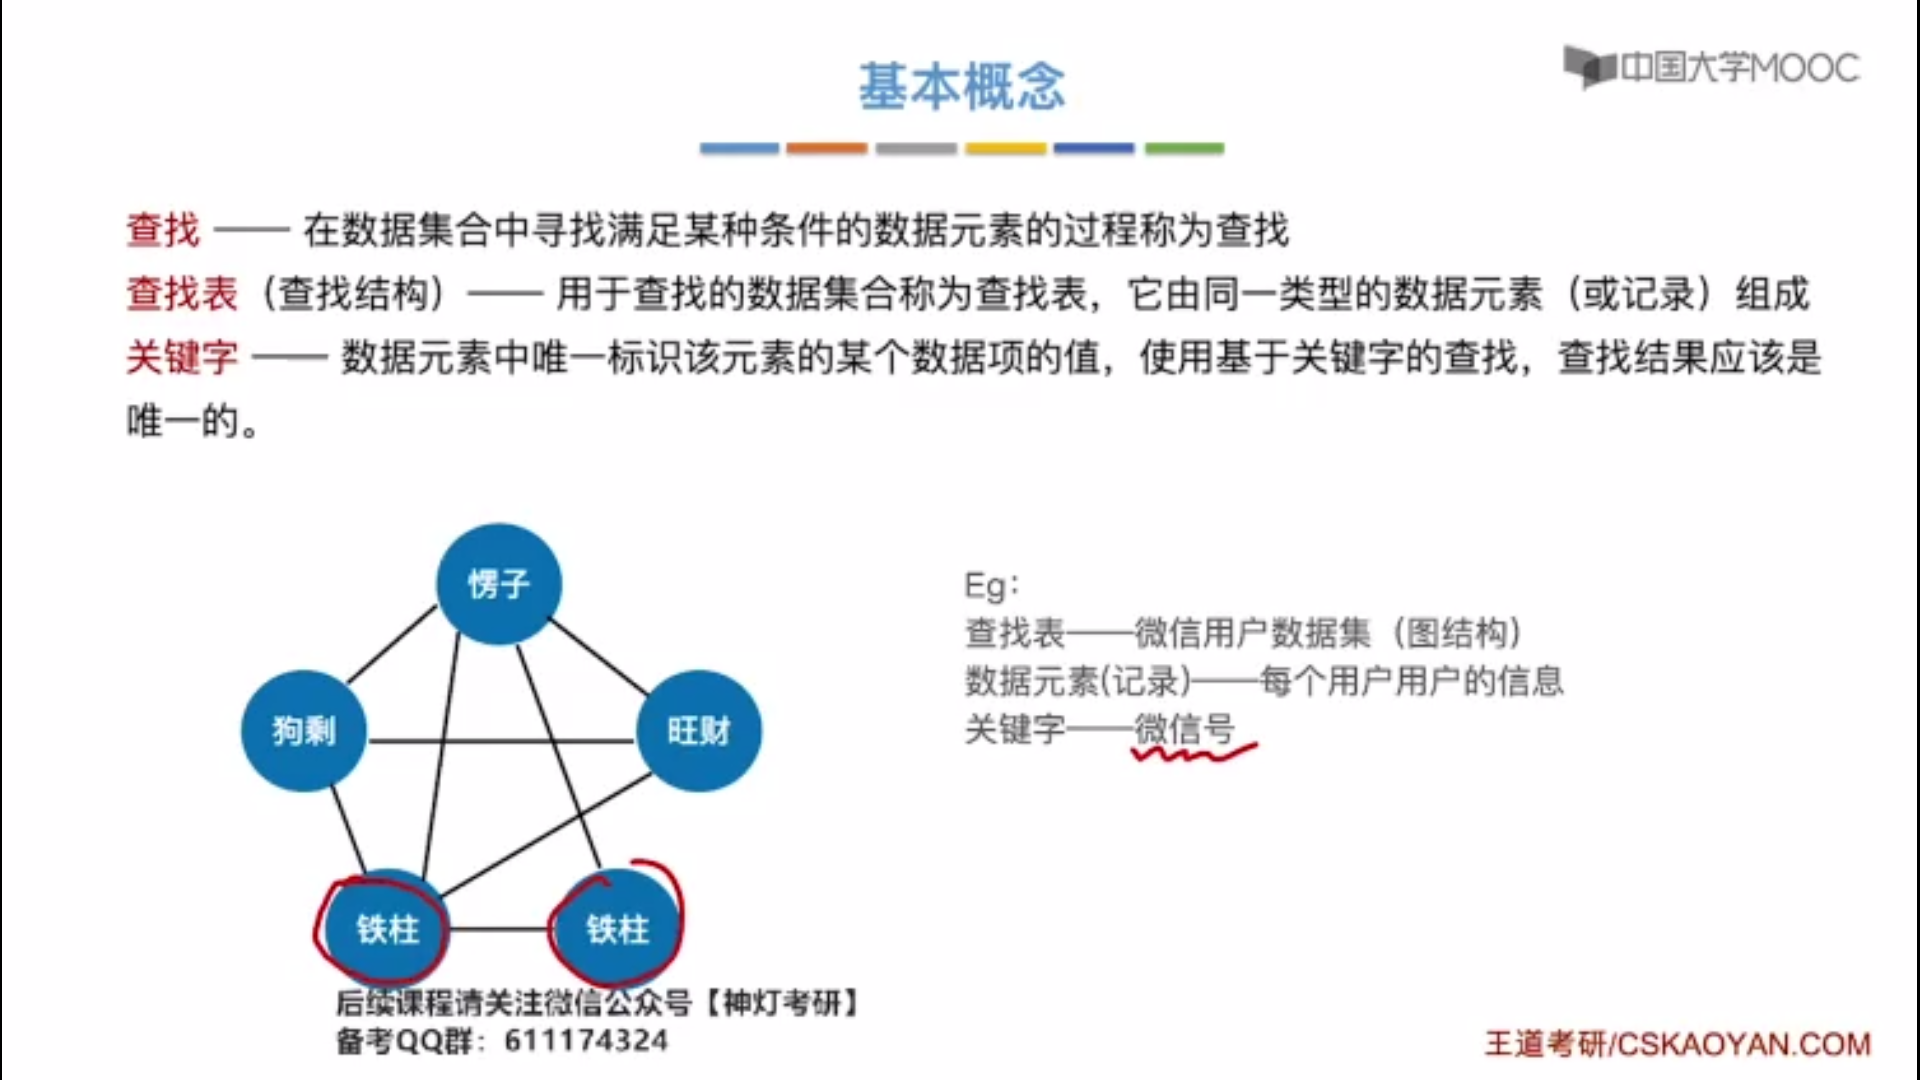 基本概念
中国大学MOOC
查找 —— 在数据集合中寻找满足某种条件的数据元素的过程称为查找
查找表（查找结构）—— 用于查找的数据集合称为查找表，它由同一类型的数据元素（或记录）组成
关键字 —— 数据元素中唯一标识该元素的某个数据项的值，使用基于关键字的查找，查找结果应该是
唯一的。
愣子
狗剩
旺财
铁柱
铁柱
Eg：
查找表——微信用户数据集（图结构）
数据元素(记录)——每个用户用户的信息
关键字——微信号
后续课程请关注微信公众号【神灯考研】
备考QQ群：611174324
王道考研/CSKAOYAN.COM